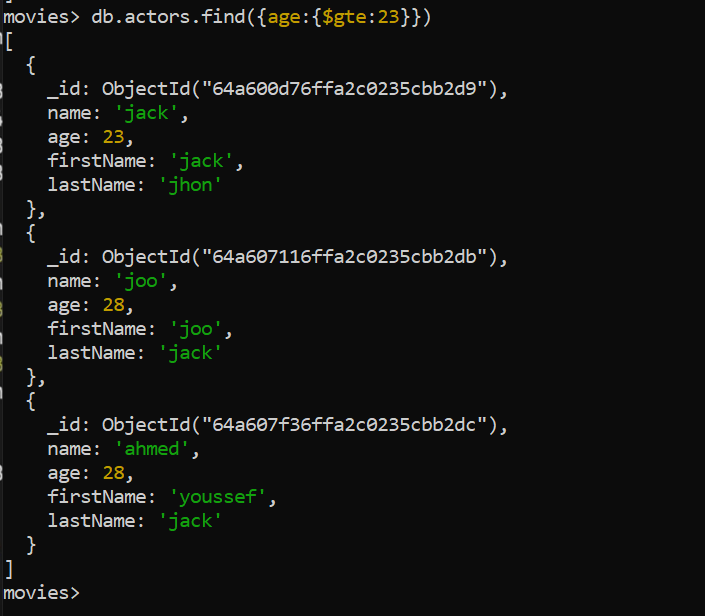 movies> db.actors.find({age:{$gte:23}})
[
  {
    _id: ObjectId("64a600d76ffa2c0235cbb2d9"),
    name: 'jack',
    age: 23,
    firstName: 'jack',
    lastName: 'jhon'
  },
  {
    _id: ObjectId("64a607116ffa2c0235cbb2db"),
    name: 'joo',
    age: 28,
    firstName: 'joo',
    lastName: 'jack'
  },
  {
    _id: ObjectId("64a607f36ffa2c0235cbb2dc"),
    name: 'ahmed',
    age: 28,
    firstName: 'youssef',
    lastName: 'jack'
  }
]
movies>